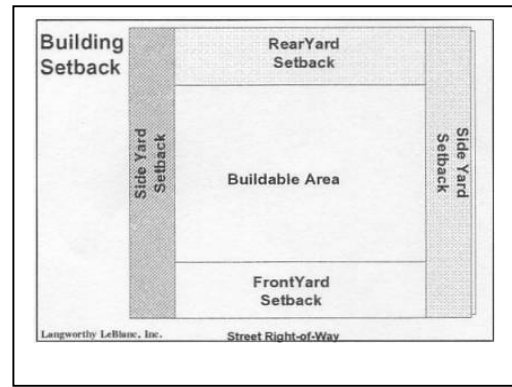 Building
Setback
RearYard
Setback
Side Yard
Setback
Buildable Area
Side Yard
Setback
FrontYard
Setback
Langworthy LeBlanc, Inc.
Street Right-of-Way